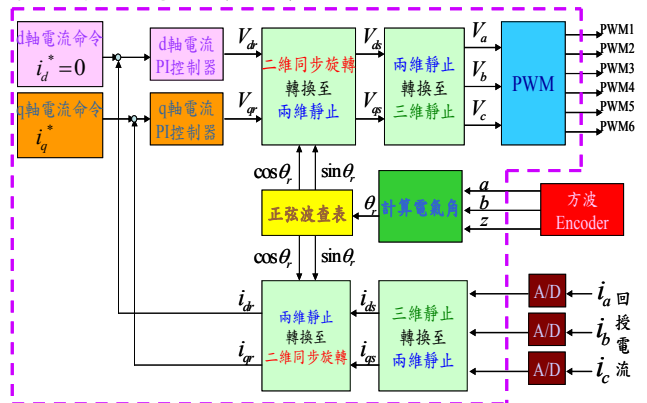 d軸電流命令
i_d^*=0
d軸電流
PI控制器
V_dr
二維同步旋轉
轉換至
兩維靜止
V_ds
兩維靜止
轉換至
三維靜止
V_a
V_b
V_c
PWM
PWM1
PWM2
PWM3
PWM4
PWM5
PWM6
q軸電流命令
i_q^*
q軸電流
PI控制器
V_qr
V_qs
cosθ_r
sinθ_r
正弦波查表
θ_r
計算電氣角
a
b
z
方波
Encoder
cosθ_r
sinθ_r
i_dr
i_qr
兩維靜止
轉換至
二維同步旋轉
i_ds
i_qs
三維靜止
轉換至
兩維靜止
A/D
A/D
A/D
i_a
i_b
i_c
回授電流